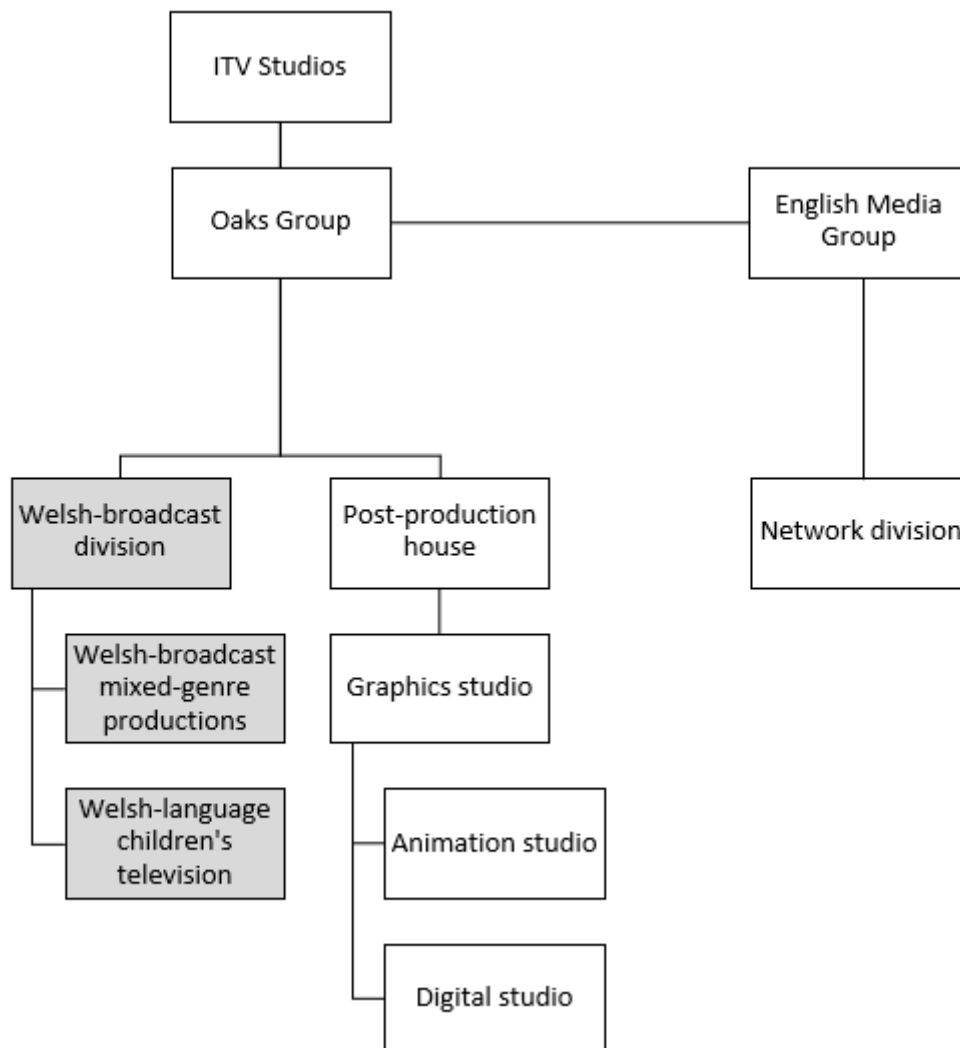 ITV Studios
Oaks Group
English Media
Group
Welsh-broadcast
division
Post-production
house
Network division
Welsh-broadcast
mixed-genre
productions
Graphics studio
Welsh-language
children's
television
Animation studio
Digital studio